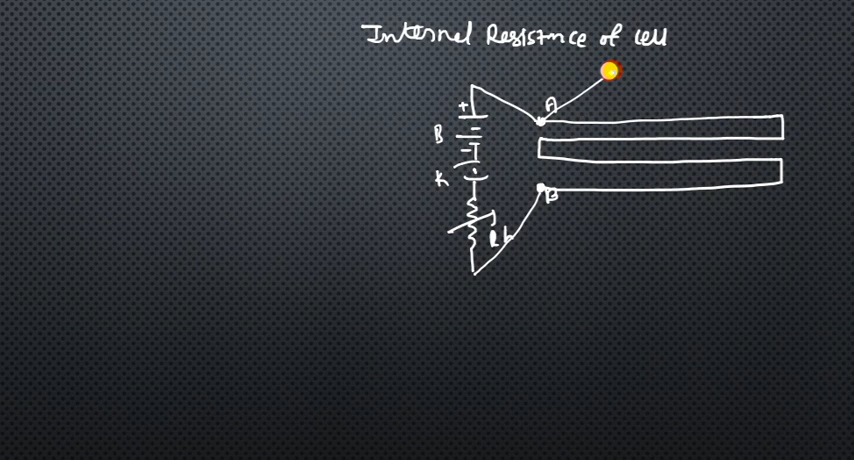 Internal Resistance of cell
A
+
B
K
B
Rh